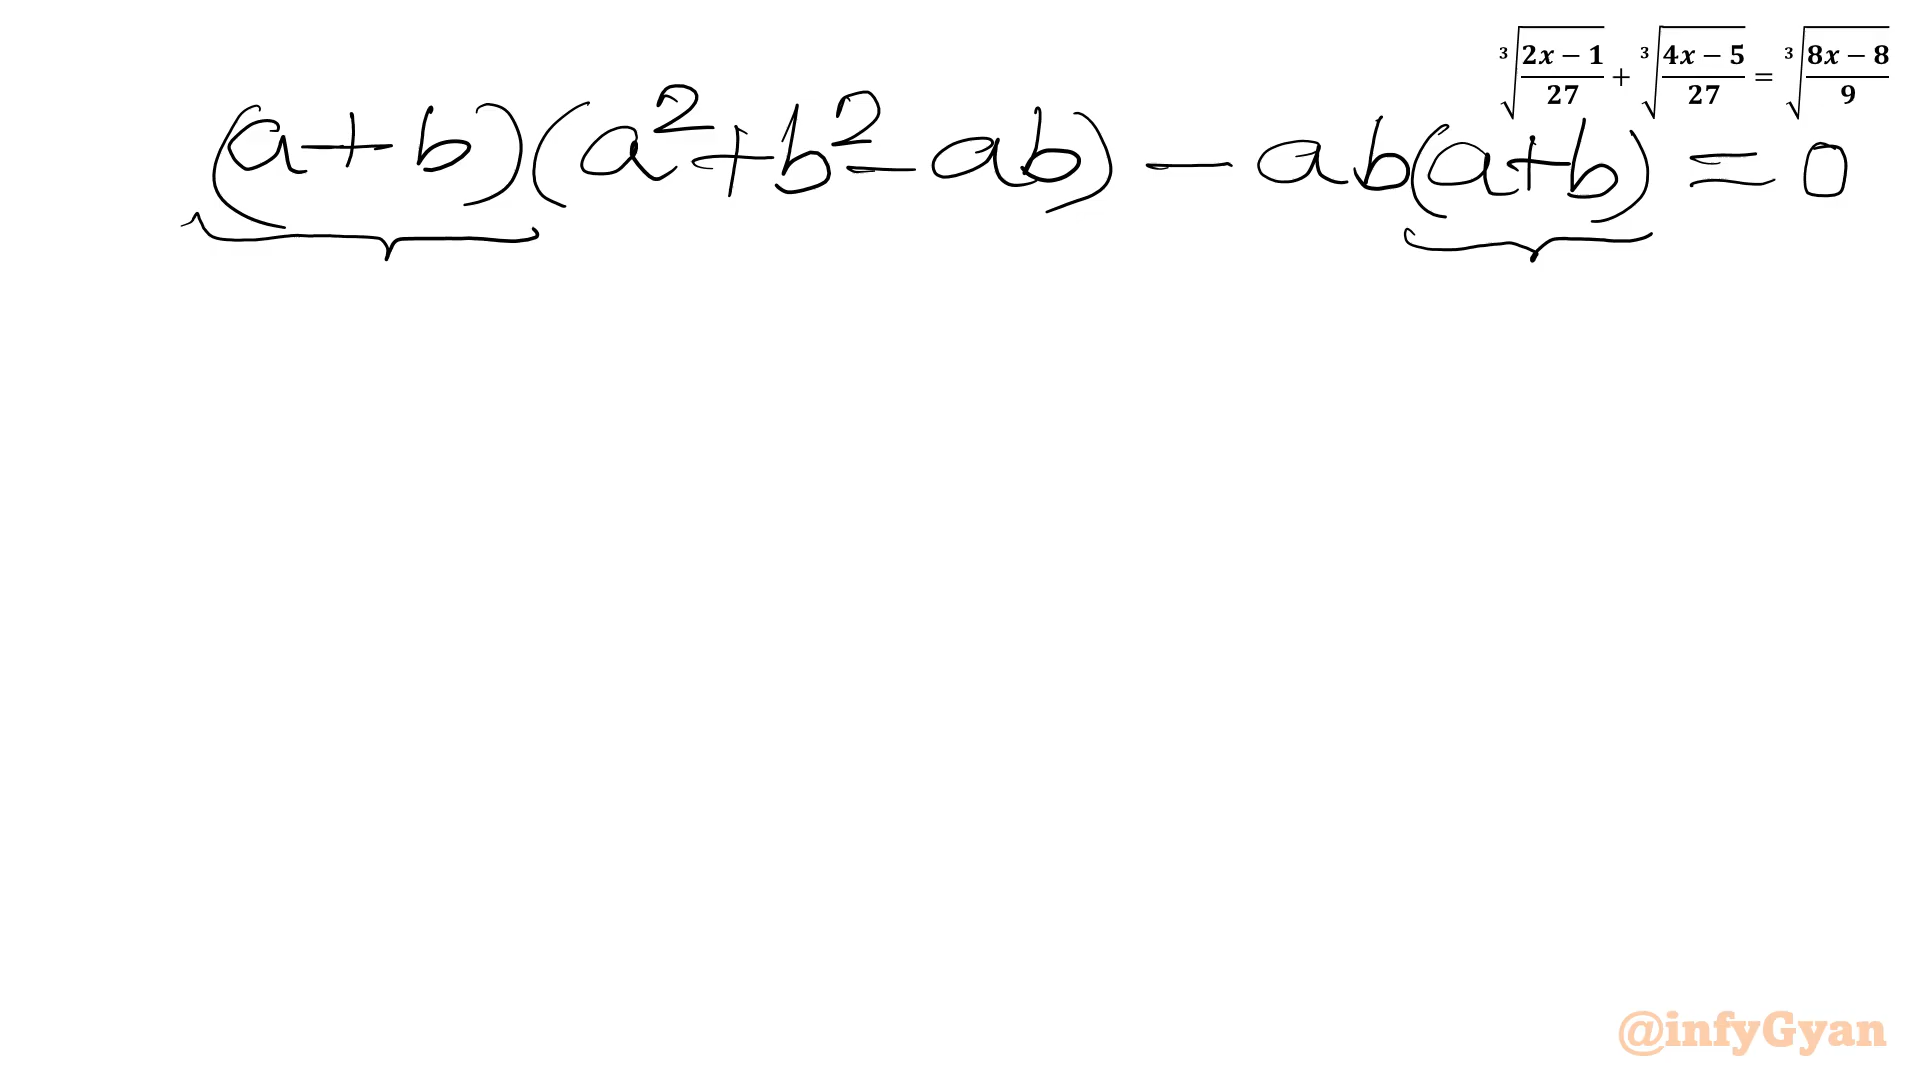 ∛((2x − 1)/27) + ∛((4x − 5)/27) = ∛((8x − 8)/9)
(a+b)(a²+b²−ab) − ab(a+b) = 0
@infyGyan